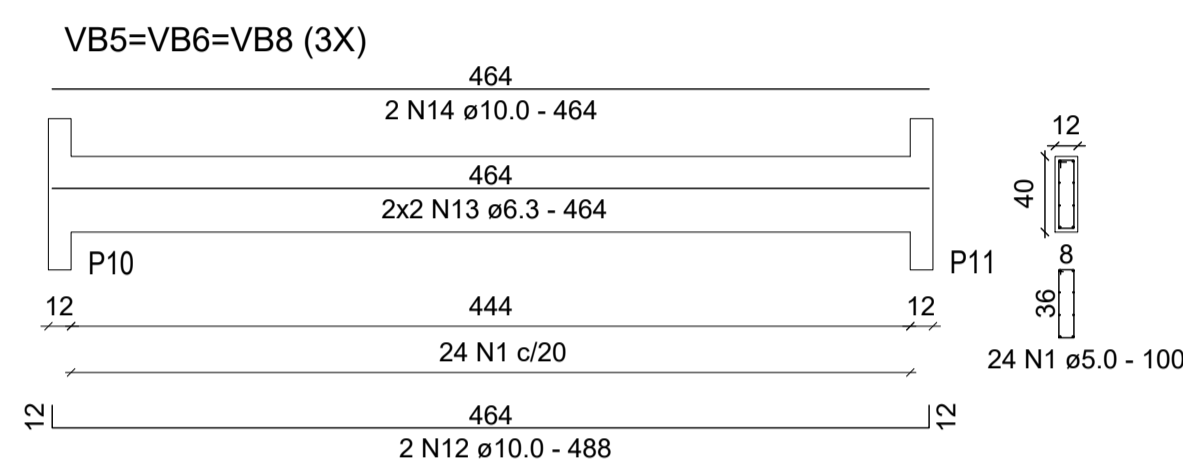 VB5=VB6=VB8 (3X)
464
2 N14 ø10.0 - 464
12
464
40
2x2 N13 ø6.3 - 464
P10
P11
8
12
444
12
36
24 N1 c/20
24 N1 ø5.0 - 100
12
464
12
2 N12 ø10.0 - 488